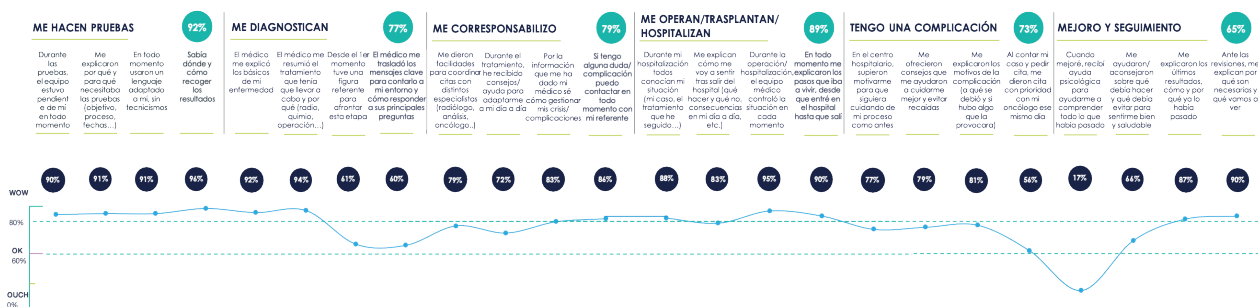 ME HACEN PRUEBAS
92%
Durante
las
pruebas,
el equipo
estuvo
pendient
e de mí
en todo
momento
Me
explicaron
por qué y
para qué
necesitaba
las pruebas
(objetivo,
proceso,
fechas…)
En todo
momento
usaron un
lenguaje
adaptado
a mí, sin
tecnicismos
Sabía
dónde y
cómo
recoger
los
resultados
ME DIAGNOSTICAN
77%
El médico
me explicó
los básicos
de mi
enfermedad
El médico me
resumió el
tratamiento
que tenía
que llevar a
cabo y por
qué (radio,
quimio,
operación…)
Desde el 1er
momento
tuve una
figura
referente
para
afrontar
esta etapa
El médico me
trasladó los
mensajes clave
para contarlo a
mi entorno y
cómo responder
a sus principales
preguntas
ME CORRESPONSABILIZO
79%
Me dieron
facilidades
para coordinar
citas con
distintos
especialistas
(radiología,
análisis,
oncólogo..)
Durante el
tratamiento,
he recibido
consejos/
ayuda para
adaptarme
a mi día a día
Por la
información
que me ha
dado mi
médico sé
cómo gestionar
mis crisis/
complicaciones
Si tengo
alguna duda/
complicación
puedo
contactar en
todo
momento con
mi referente
ME OPERAN/TRASPLANTAN/
HOSPITALIZAN
89%
Durante mi
hospitalización
todos
conocían mi
situación
(mi caso, el
tratamiento
que he
seguido…)
Me explican
cómo me
voy a sentir
tras salir del
hospital (qué
hacer y qué no,
consecuencias
en mi día a día,
etc.)
Durante la
operación/
hospitalización,
el equipo
médico
controló la
situación en
cada
momento
En todo
momento me
explicaron los
pasos que iba
a vivir, desde
que entré en
el hospital
hasta que salí
TENGO UNA COMPLICACIÓN
73%
En el centro
hospitalario,
supieron
motivarme
para que
siguiera
cuidando de
mi proceso
como antes
Me
ofrecieron
consejos que
me ayudaron
a cuidarme
mejor y evitar
recaídas
Me
explicaron los
motivos de la
complicación
(a qué se
debió y si
hubo algo
que la
provocara)
Al contar mi
caso y pedir
cita, me
dieron cita
con prioridad
con mi
oncólogo ese
mismo día
MEJORO Y SEGUIMIENTO
65%
Cuando
mejoré, recibí
ayuda
psicológica
para
ayudarme a
comprender
todo lo que
había pasado
Me
ayudaron/
aconsejaron
sobre qué
debía hacer
y qué debía
evitar para
sentirme bien
y saludable
Me
explicaron los
últimos
resultados,
cómo y por
qué ya lo
había
pasado
Ante las
revisiones, me
explican por
qué son
necesarias y
qué vamos a
ver
90%
91%
91%
96%
92%
94%
61%
60%
79%
72%
83%
86%
88%
83%
95%
90%
77%
79%
81%
56%
17%
66%
87%
90%
WOW
80%
OK
60%
OUCH
0%